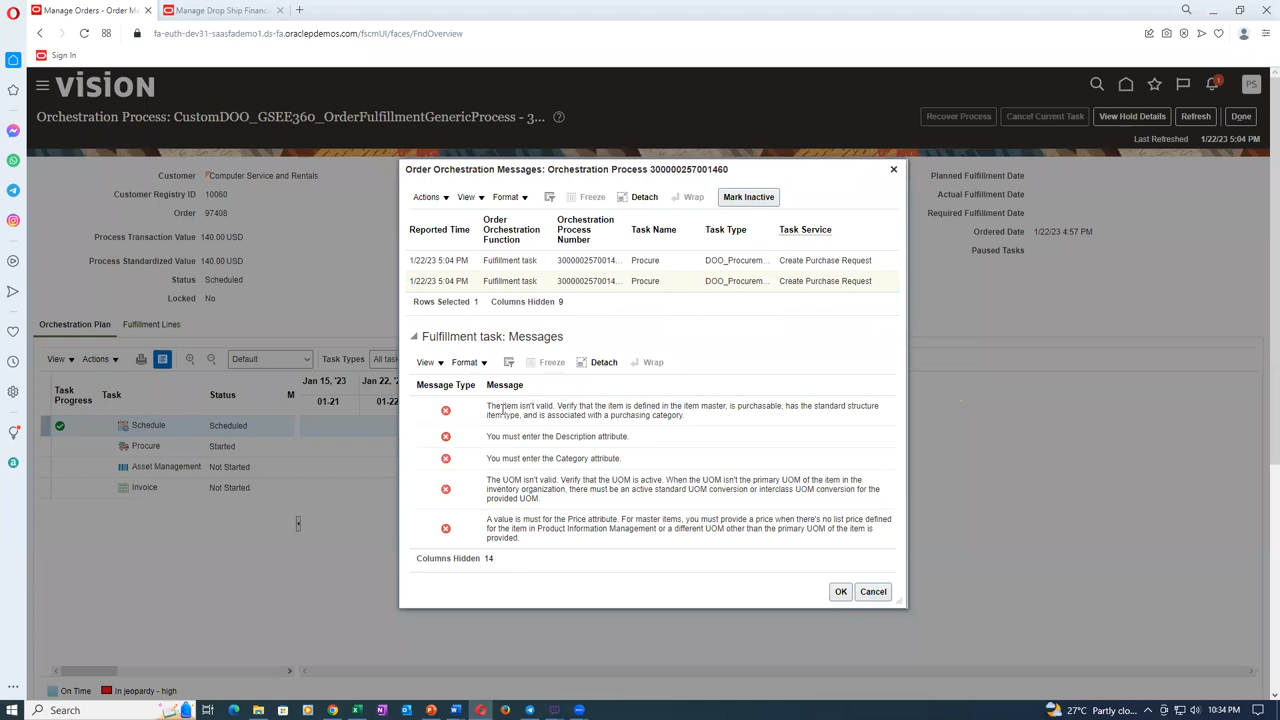 Manage Orders - Order M
Manage Drop Ship Financ
fa-euth-dev31-saasfademo1.ds-fa.oraclepdemos.com/fscmUI/faces/FndOverview
Sign In
VISION
1
PS
Orchestration Process: CustomDOO_GSEE360_OrderFulfillmentGenericProcess - 3...
Recover Process
Cancel Current Task
View Hold Details
Refresh
Done
Last Refreshed 1/22/23 5:04 PM
Customer Computer Service and Rentals
Customer Registry ID 10060
Order 97408
Process Transaction Value 140.00 USD
Process Standardized Value 140.00 USD
Status Scheduled
Locked No
Planned Fulfillment Date
Actual Fulfillment Date
Required Fulfillment Date
Ordered Date 1/22/23 4:57 PM
Paused Tasks
Orchestration Plan Fulfillment Lines
View Actions Default Task Types All task
Task Progress Task Status M Jan 15, '23 Jan 22, '2
01-21 01-22
Schedule Scheduled
Procure Started
Asset Management Not Started
Invoice Not Started
On Time In jeopardy - high
Order Orchestration Messages: Orchestration Process 300000257001460
Actions View Format Freeze Detach Wrap Mark Inactive
Reported Time Order Orchestration Function Orchestration Process Number Task Name Task Type Task Service
1/22/23 5:04 PM Fulfillment task 3000002570014... Procure DOO_Procurem... Create Purchase Request
1/22/23 5:04 PM Fulfillment task 3000002570014... Procure DOO_Procurem... Create Purchase Request
Rows Selected 1 Columns Hidden 9
Fulfillment task: Messages
View Format Freeze Detach Wrap
Message Type Message
The item isn't valid. Verify that the item is defined in the item master, is purchasable, has the standard structure
item type, and is associated with a purchasing category.
You must enter the Description attribute.
You must enter the Category attribute.
The UOM isn't valid. Verify that the UOM is active. When the UOM isn't the primary UOM of the item in the
inventory organization, there must be an active standard UOM conversion or interclass UOM conversion for the
provided UOM.
A value is must for the Price attribute. For master items, you must provide a price when there's no list price defined
for the item in Product Information Management or a different UOM other than the primary UOM of the item is
provided.
Columns Hidden 14
OK Cancel
Search
27°C Partly clo...
10:34 PM